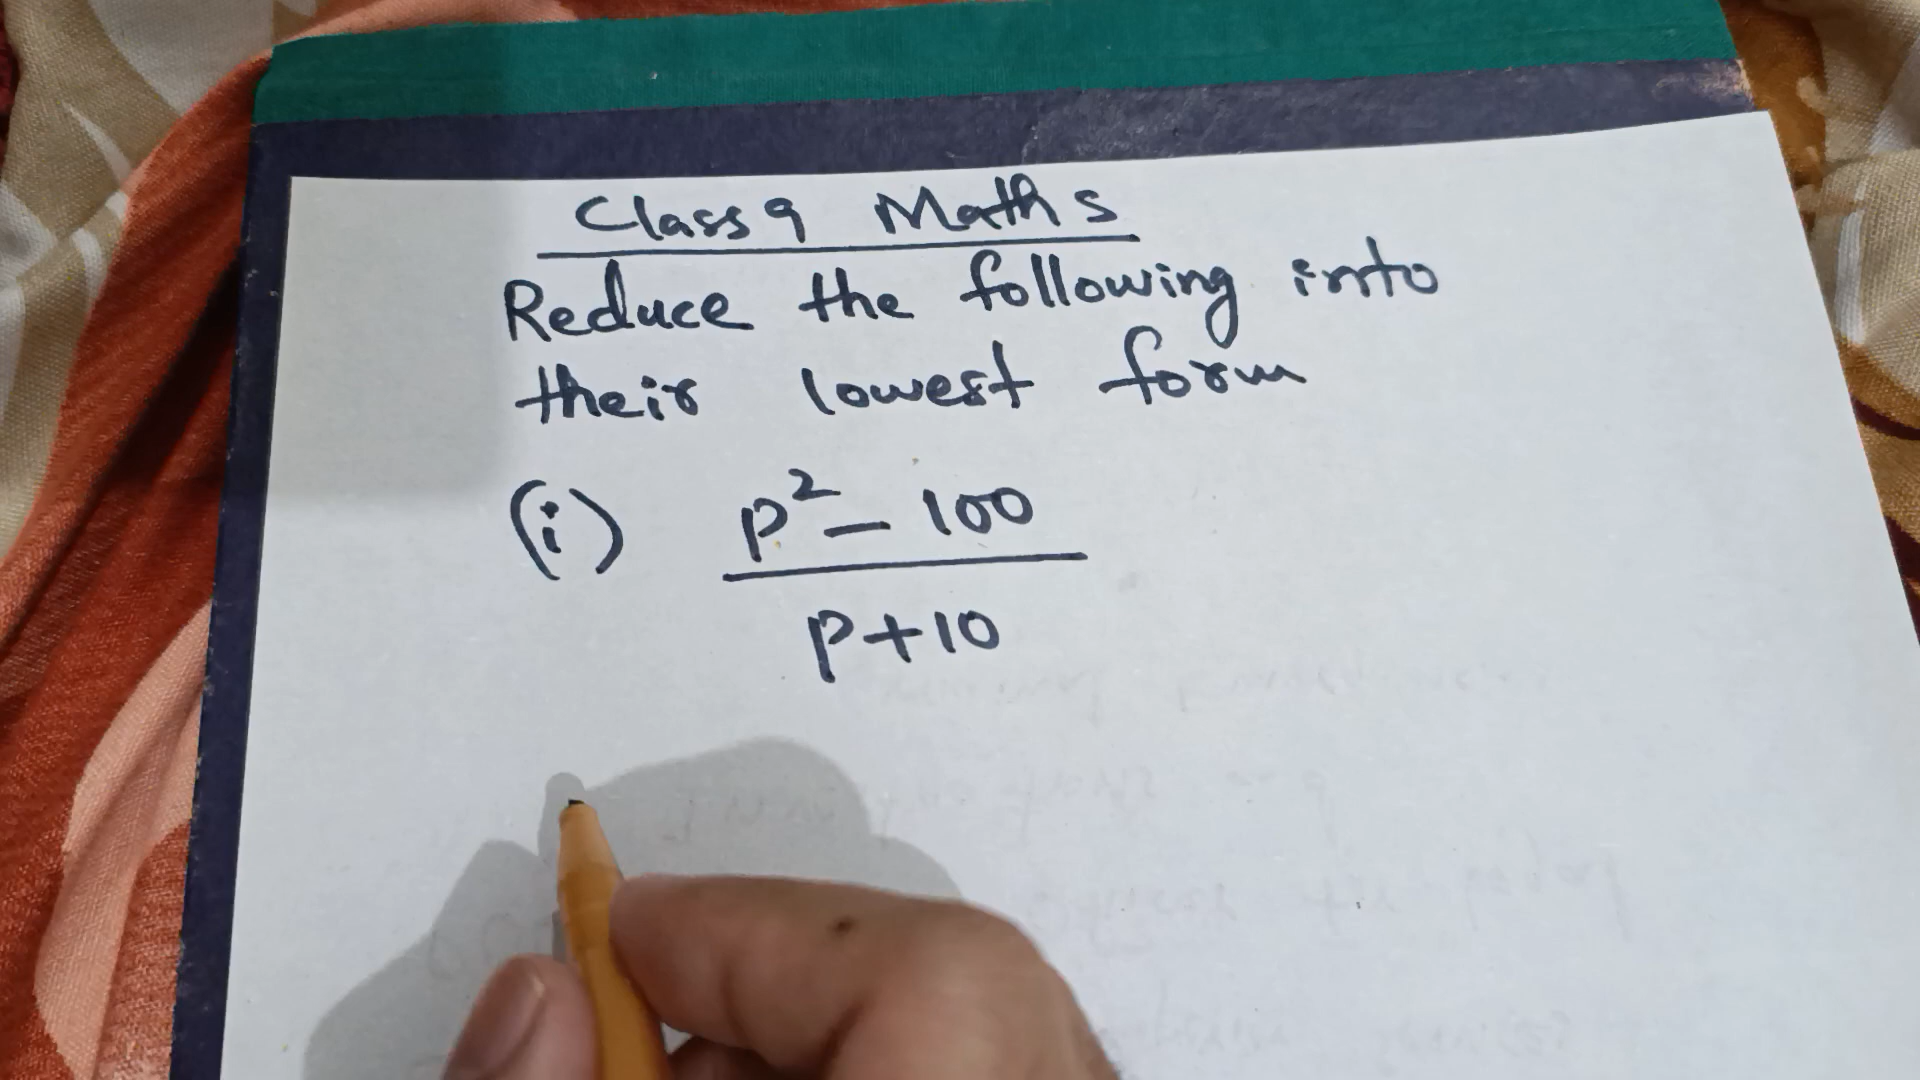 Class 9 Maths
Reduce the following into
their lowest form
(i) p² - 100
p+10